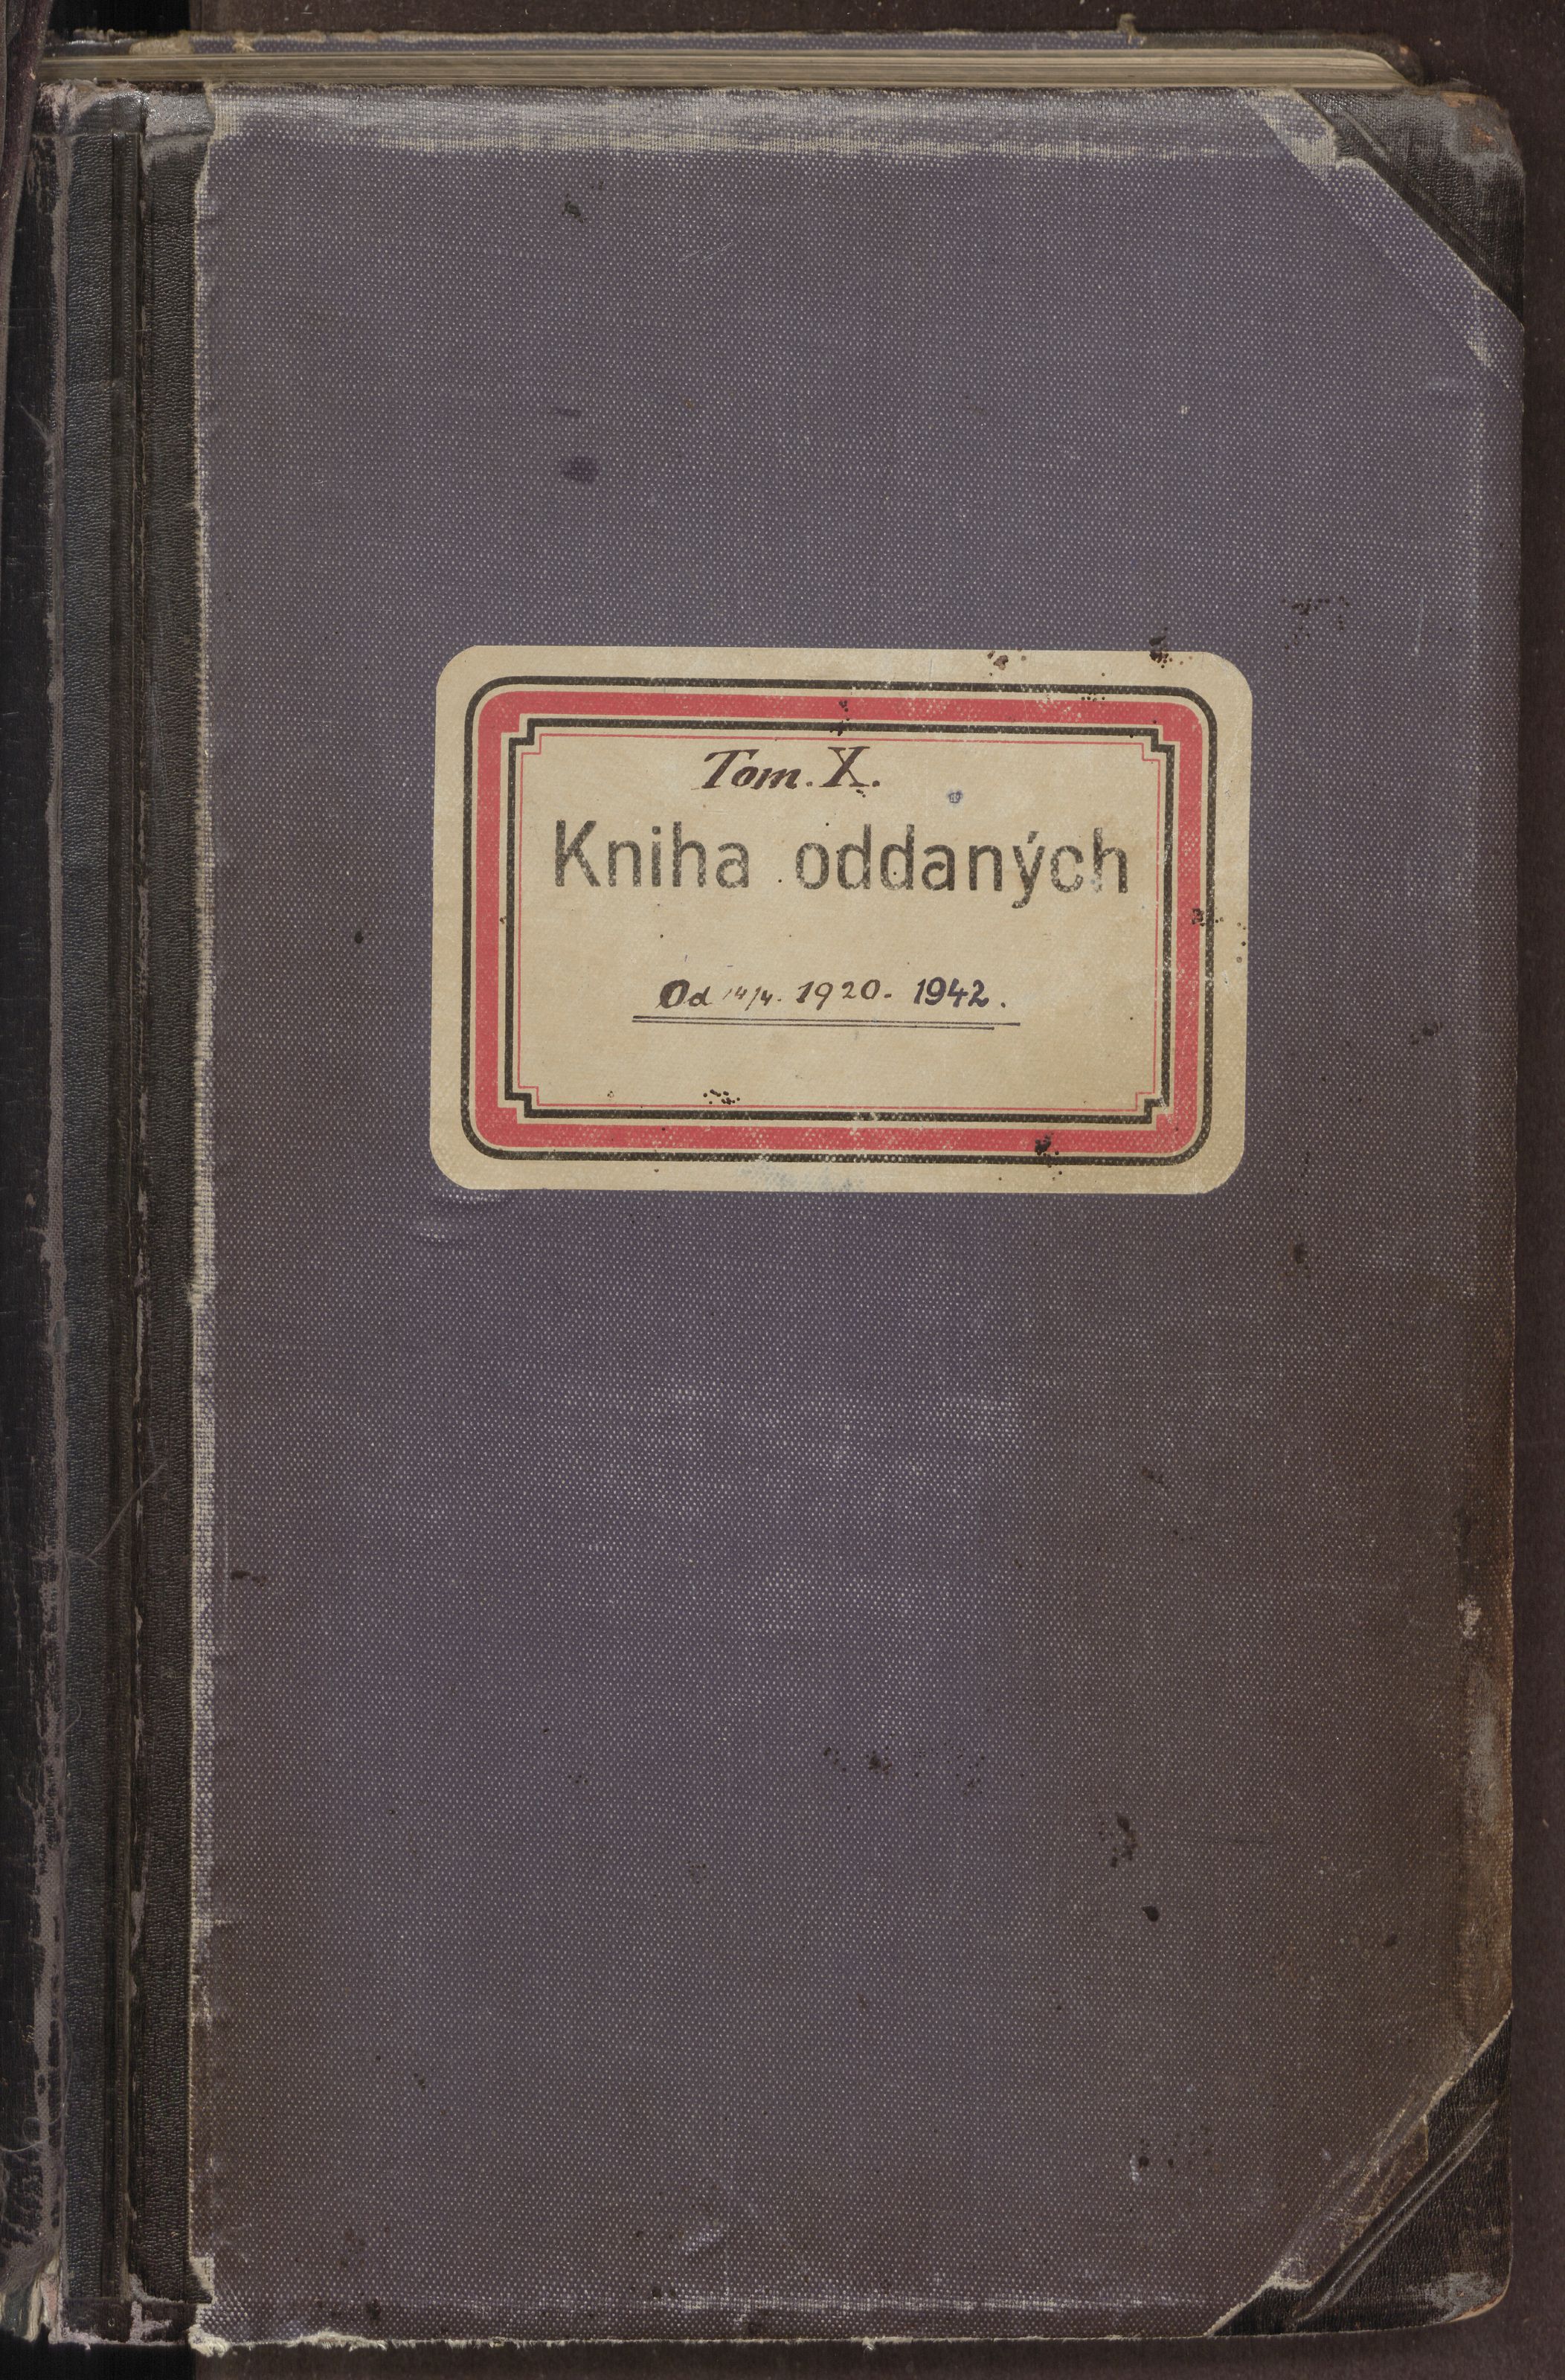 Tom. X.
Kniha oddaných
Od 14/4. 1920. 1942.